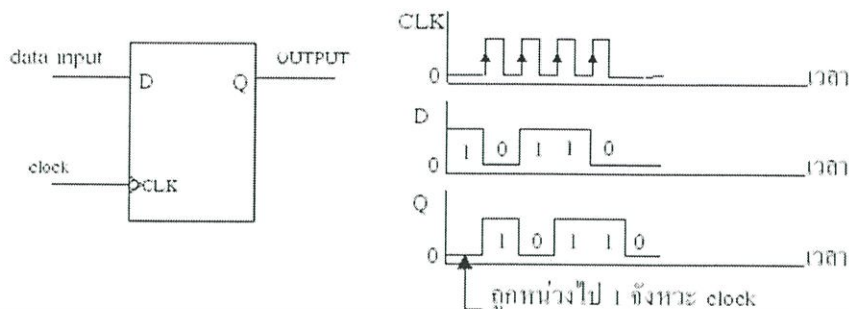 data input
D
Q
OUTPUT
clock
CLK
CLK
0
เวลา
D
1 0 1 1 0
0
เวลา
Q
1 0 1 1 0
0
เวลา
ถูกหน่วงไป 1 จังหวะ clock